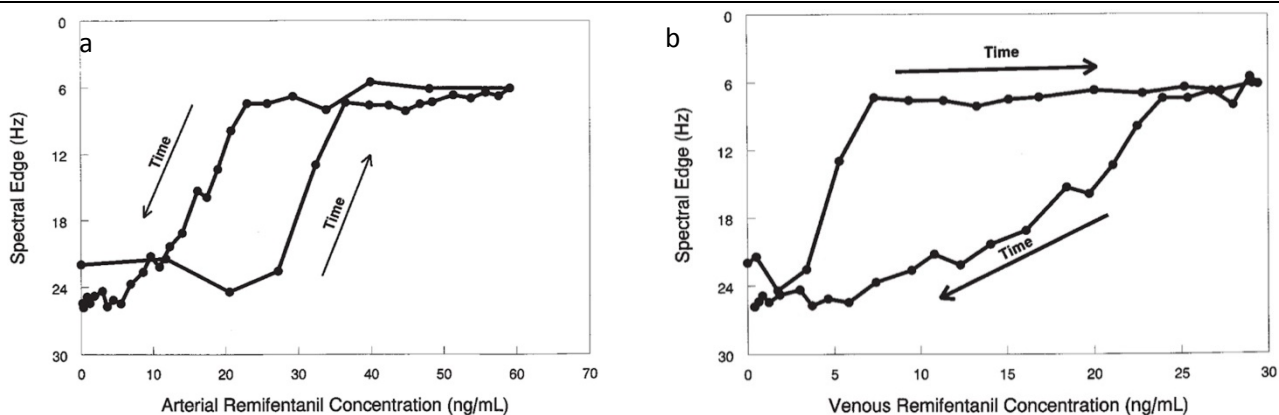 a
0
6
12
18
24
30
Spectral Edge (Hz)
Time
Time
0 10 20 30 40 50 60 70
Arterial Remifentanil Concentration (ng/mL)
b
0
6
12
18
24
30
Spectral Edge (Hz)
Time
Time
0 5 10 15 20 25 30
Venous Remifentanil Concentration (ng/mL)